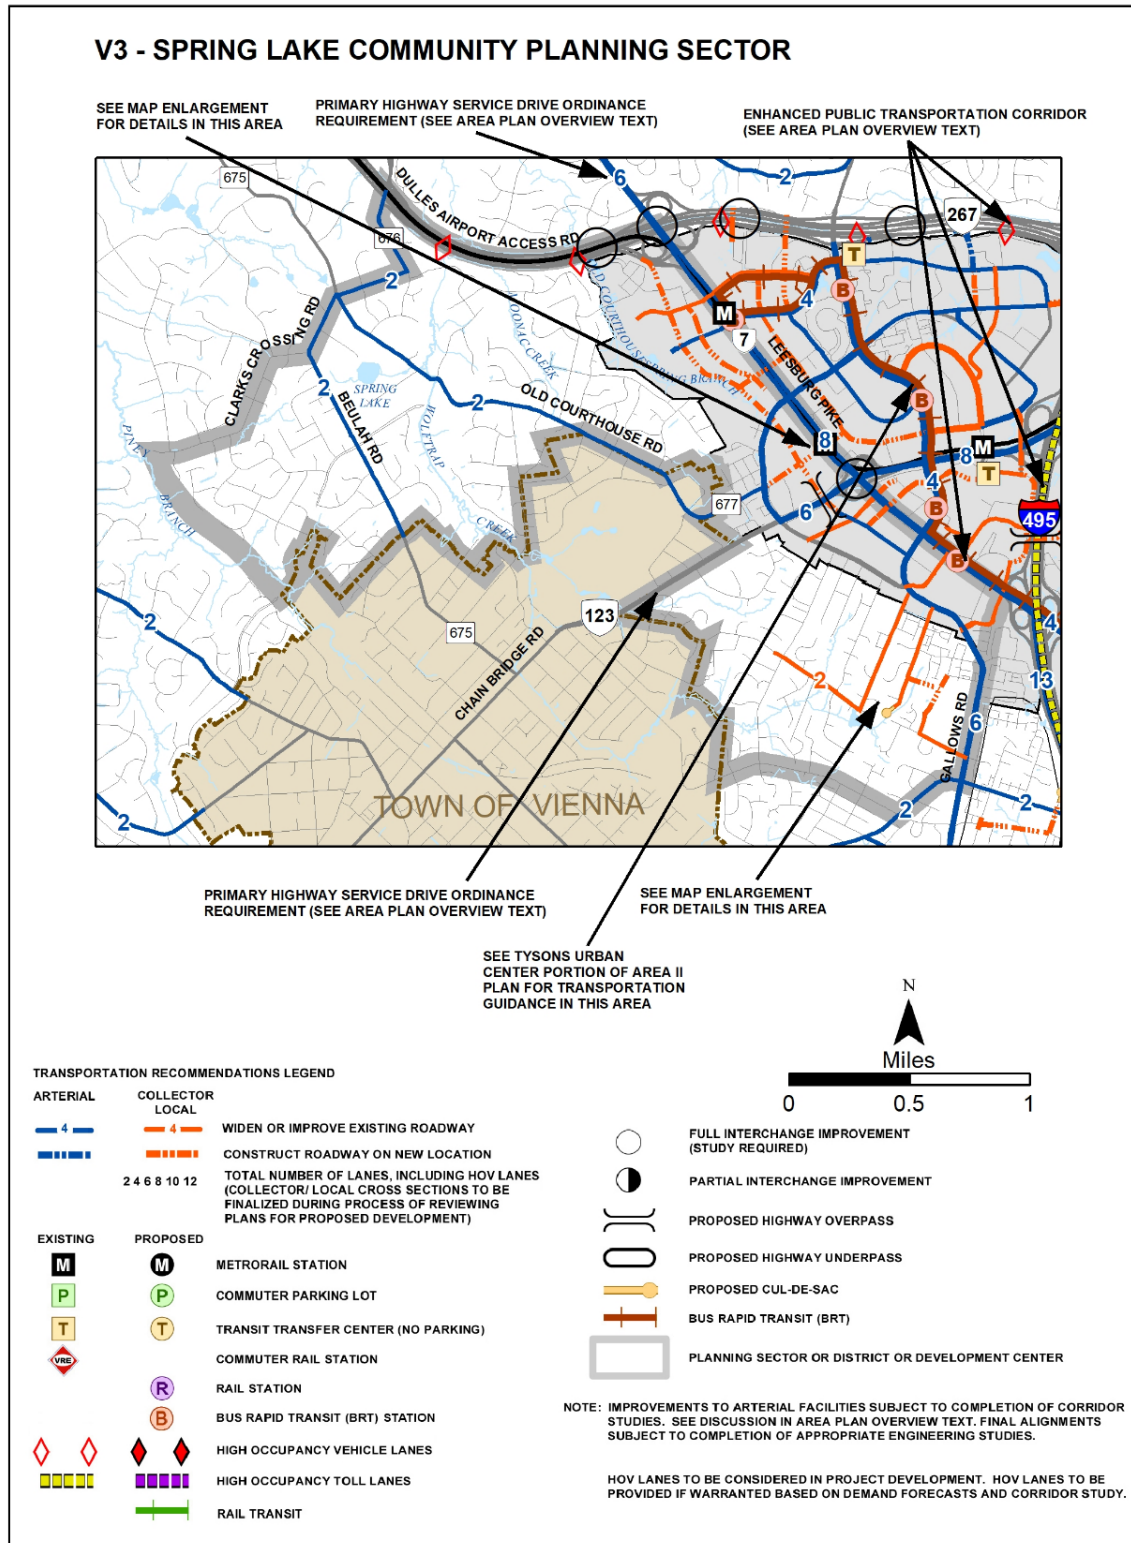 V3 - SPRING LAKE COMMUNITY PLANNING SECTOR
SEE MAP ENLARGEMENT
FOR DETAILS IN THIS AREA
PRIMARY HIGHWAY SERVICE DRIVE ORDINANCE
REQUIREMENT (SEE AREA PLAN OVERVIEW TEXT)
ENHANCED PUBLIC TRANSPORTATION CORRIDOR
(SEE AREA PLAN OVERVIEW TEXT)
675
6
2
DULLES AIRPORT ACCESS RD
267
676
T
2
B
4
M
7
CLARKS CROSSING RD
MOONAC CREEK
OLD COURTHOUSE SPRING BRANCH
LEESBURG PIKE
SPRING
LAKE
2
2
BEULAH RD
WOLFTRAP
CREEK
OLD COURTHOUSE RD
B
8
M
8
T
4
PINEY
BRANCH
677
6
B
495
B
123
2
675
CHAIN BRIDGE RD
4
2
13
6
GALLOWS RD
TOWN OF VIENNA
2
2
2
PRIMARY HIGHWAY SERVICE DRIVE ORDINANCE
REQUIREMENT (SEE AREA PLAN OVERVIEW TEXT)
SEE MAP ENLARGEMENT
FOR DETAILS IN THIS AREA
SEE TYSONS URBAN
CENTER PORTION OF AREA II
PLAN FOR TRANSPORTATION
GUIDANCE IN THIS AREA
N
Miles
0 0.5 1
TRANSPORTATION RECOMMENDATIONS LEGEND
ARTERIAL
COLLECTOR
LOCAL
4 4 WIDEN OR IMPROVE EXISTING ROADWAY
CONSTRUCT ROADWAY ON NEW LOCATION
2 4 6 8 10 12 TOTAL NUMBER OF LANES, INCLUDING HOV LANES
(COLLECTOR/ LOCAL CROSS SECTIONS TO BE
FINALIZED DURING PROCESS OF REVIEWING
PLANS FOR PROPOSED DEVELOPMENT)
EXISTING PROPOSED
M M METRORAIL STATION
P P COMMUTER PARKING LOT
T T TRANSIT TRANSFER CENTER (NO PARKING)
VRE COMMUTER RAIL STATION
R RAIL STATION
B BUS RAPID TRANSIT (BRT) STATION
HIGH OCCUPANCY VEHICLE LANES
HIGH OCCUPANCY TOLL LANES
RAIL TRANSIT
FULL INTERCHANGE IMPROVEMENT
(STUDY REQUIRED)
PARTIAL INTERCHANGE IMPROVEMENT
PROPOSED HIGHWAY OVERPASS
PROPOSED HIGHWAY UNDERPASS
PROPOSED CUL-DE-SAC
BUS RAPID TRANSIT (BRT)
PLANNING SECTOR OR DISTRICT OR DEVELOPMENT CENTER
NOTE: IMPROVEMENTS TO ARTERIAL FACILITIES SUBJECT TO COMPLETION OF CORRIDOR
STUDIES. SEE DISCUSSION IN AREA PLAN OVERVIEW TEXT. FINAL ALIGNMENTS
SUBJECT TO COMPLETION OF APPROPRIATE ENGINEERING STUDIES.
HOV LANES TO BE CONSIDERED IN PROJECT DEVELOPMENT. HOV LANES TO BE
PROVIDED IF WARRANTED BASED ON DEMAND FORECASTS AND CORRIDOR STUDY.